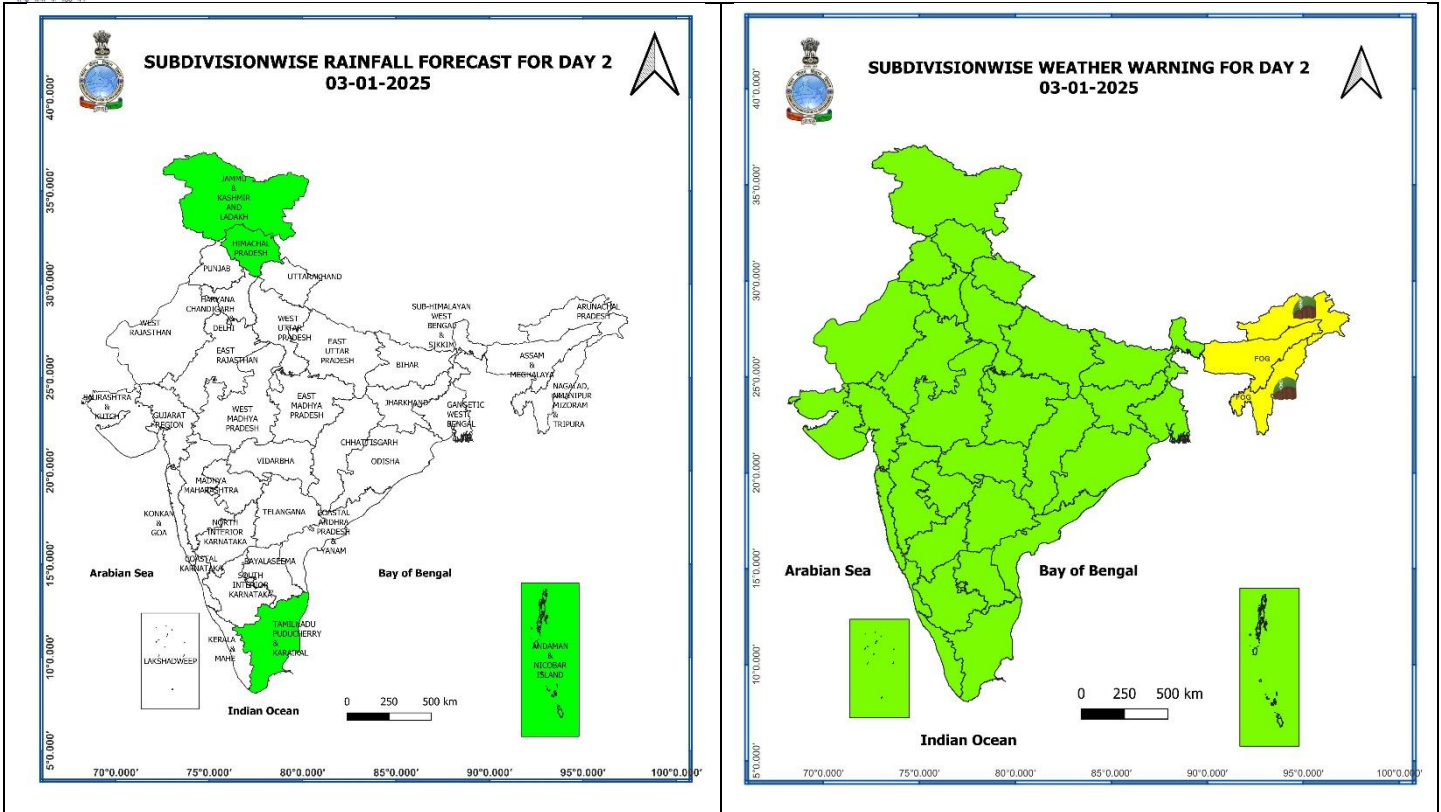 SUBDIVISIONWISE RAINFALL FORECAST FOR DAY 2
03-01-2025
40°0.000'
35°0.000'
30°0.000'
25°0.000'
20°0.000'
15°0.000'
10°0.000'
5°0.000'
JAMMU
&
KASHMIR
AND
LADAKH
HIMACHAL
PRADESH
PUNJAB
UTTARAKHAND
HARYANA
CHANDIGARH &
DELHI
WEST
RAJASTHAN
WEST
UTTAR
PRADESH
SUB-HIMALAYAN
WEST
BENGAL
&
SIKKIM
ARUNACHAL
PRADESH
EAST
RAJASTHAN
EAST
UTTAR
PRADESH
BIHAR
ASSAM
&
MEGHALAYA
NAGALAD,
MANIPUR
MIZORAM
&
TRIPURA
SAURASHTRA
&
KUTCH
GUJARAT
REGION
WEST
MADHYA
PRADESH
EAST
MADHYA
PRADESH
JHARKHAND
GANGETIC
WEST
BENGAL
CHHATTISGARH
ODISHA
VIDARBHA
MADHYA
MAHARASHTRA
KONKAN
&
GOA
NORTH
INTERIOR
KARNATAKA
TELANGANA
COASTAL
ANDHRA
PRADESH
&
YANAM
COASTAL
KARNATAKA
RAYALASEEMA
SOUTH
INTERIOR
KARNATAKA
Arabian Sea
Bay of Bengal
TAMILNADU
PUDUCHERRY
&
KARAIKAL
KERALA
&
MAHE
LAKSHADWEEP
ANDAMAN
&
NICOBAR
ISLAND
Indian Ocean
0 250 500 km
70°0.000' 75°0.000' 80°0.000' 85°0.000' 90°0.000' 95°0.000' 100°0.000'
SUBDIVISIONWISE WEATHER WARNING FOR DAY 2
03-01-2025
40°0.000'
35°0.000'
30°0.000'
25°0.000'
20°0.000'
15°0.000'
10°0.000'
5°0.000'
FOG
FOG
Arabian Sea
Bay of Bengal
0 250 500 km
Indian Ocean
70°0.000' 75°0.000' 80°0.000' 85°0.000' 90°0.000' 95°0.000' 100°0.000'